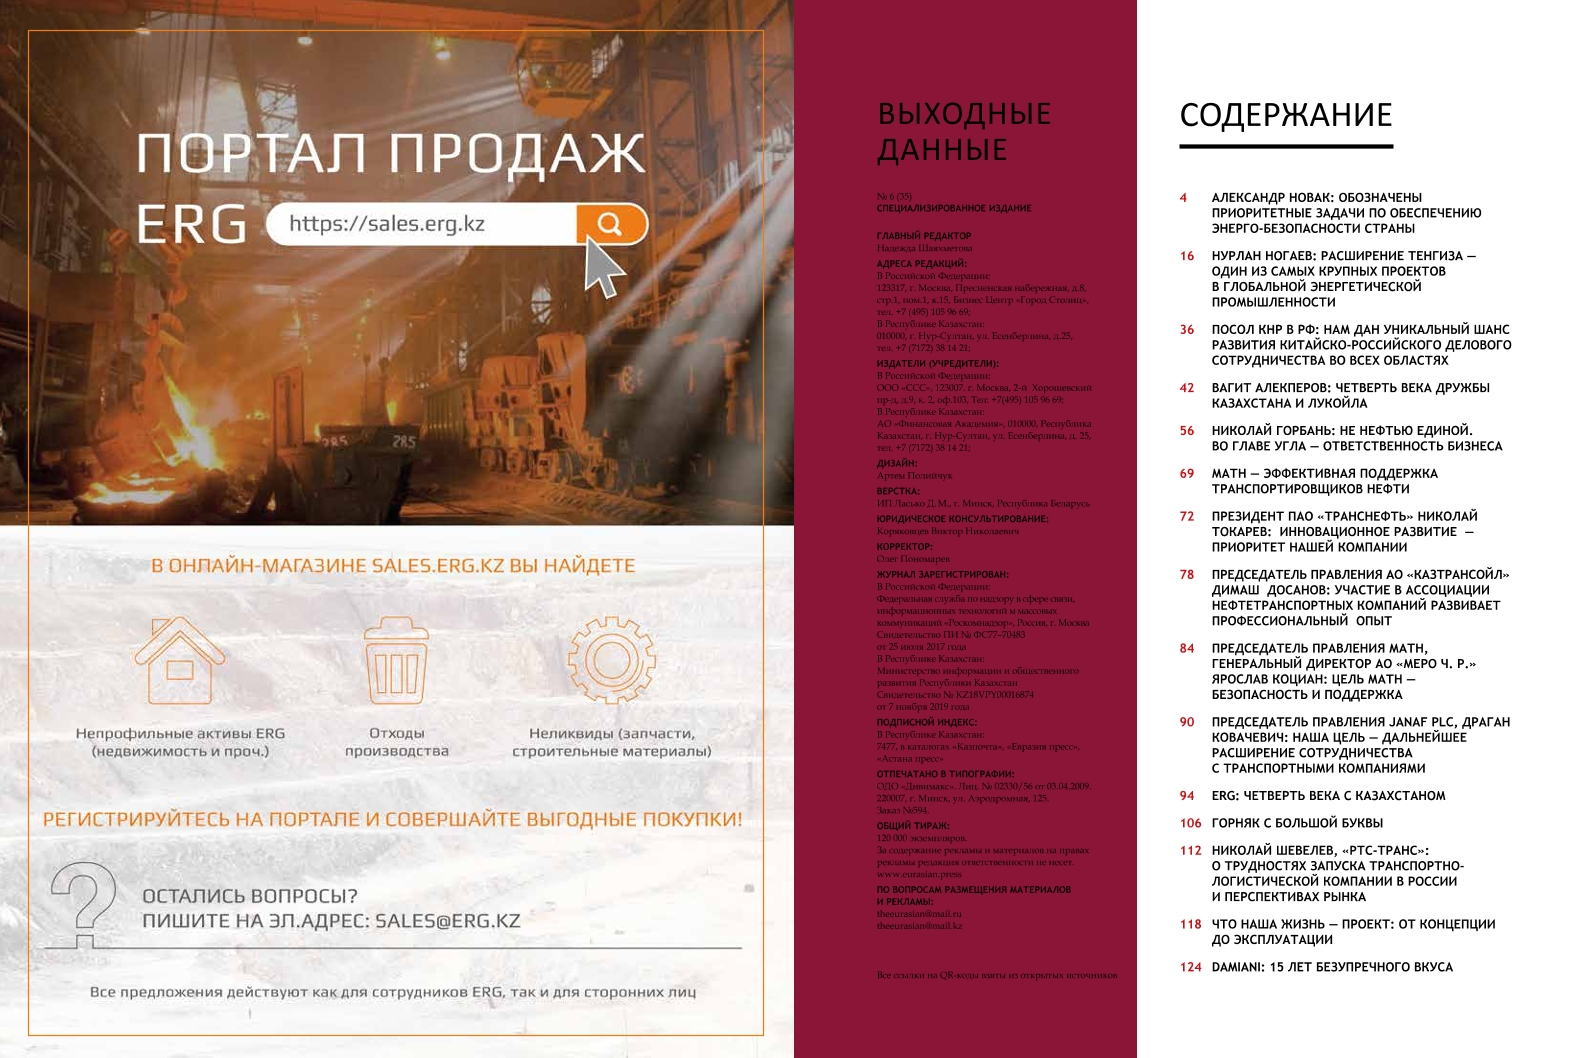 ПОРТАЛ ПРОДАЖ
ERG https://sales.erg.kz
285
В ОНЛАЙН-МАГАЗИНЕ SALES.ERG.KZ ВЫ НАЙДЕТЕ
Непрофильные активы ERG
(недвижимость и проч.)
Отходы
производства
Неликвиды (запчасти,
строительные материалы)
РЕГИСТРИРУЙТЕСЬ НА ПОРТАЛЕ И СОВЕРШАЙТЕ ВЫГОДНЫЕ ПОКУПКИ!
ОСТАЛИСЬ ВОПРОСЫ?
ПИШИТЕ НА ЭЛ.АДРЕС: SALES@ERG.KZ
Все предложения действуют как для сотрудников ERG, так и для сторонних лиц
ВЫХОДНЫЕ
ДАННЫЕ
№ 6 (35)
СПЕЦИАЛИЗИРОВАННОЕ ИЗДАНИЕ
ГЛАВНЫЙ РЕДАКТОР
Надежда Шаяхметова
АДРЕСА РЕДАКЦИЙ:
В Российской Федерации:
123317, г. Москва, Пресненская набережная, д.8,
стр.1, пом.1, к.15, Бизнес Центр «Город Столиц»,
тел. +7 (495) 105 96 69;
В Республике Казахстан:
010000, г. Нур-Султан, ул. Есенберлина, д.25,
тел. +7 (7172) 38 14 21;
ИЗДАТЕЛИ (УЧРЕДИТЕЛИ):
В Российской Федерации:
ООО «ССС», 123007. г. Москва, 2-й Хорошевский
пр-д, д.9, к. 2, оф.103, Тел: +7(495) 105 96 69;
В Республике Казахстан:
АО «Финансовая Академия», 010000, Республика
Казахстан, г. Нур-Султан, ул. Есенберлина, д. 25,
тел. +7 (7172) 38 14 21;
ДИЗАЙН:
Артем Полийчук
ВЕРСТКА:
ИП Ласько Д. М., г. Минск, Республика Беларусь
ЮРИДИЧЕСКОЕ КОНСУЛЬТИРОВАНИЕ:
Коряковцев Виктор Николаевич
КОРРЕКТОР:
Олег Пономарев
ЖУРНАЛ ЗАРЕГИСТРИРОВАН:
В Российской Федерации:
Федеральная служба по надзору в сфере связи,
информационных технологий м массовых
коммуникаций «Роскомнадзор», Россия, г. Москва
Свидетельство ПИ № ФС77–70483
от 25 июля 2017 года
В Республике Казахстан:
Министерство информации и общественного
развития Республики Казахстан
Свидетельство № KZ18VPY00016874
от 7 ноября 2019 года
ПОДПИСНОЙ ИНДЕКС:
В Республике Казахстан:
7477, в каталогах «Казпочта», «Евразия пресс»,
«Астана пресс»
ОТПЕЧАТАНО В ТИПОГРАФИИ:
ОДО «Дивимакс». Лиц. № 02330/56 от 03.04.2009.
220007, г. Минск, ул. Аэродромная, 125.
Заказ №594.
ОБЩИЙ ТИРАЖ:
120 000 экземпляров.
За содержание рекламы и материалов на правах
рекламы редакция ответственности не несет.
www.eurasian.press
ПО ВОПРОСАМ РАЗМЕЩЕНИЯ МАТЕРИАЛОВ
И РЕКЛАМЫ:
theeurasian@mail.ru
theeurasian@mail.kz
Все ссылки на QR-коды взяты из открытых источников
СОДЕРЖАНИЕ
4 АЛЕКСАНДР НОВАК: ОБОЗНАЧЕНЫ
ПРИОРИТЕТНЫЕ ЗАДАЧИ ПО ОБЕСПЕЧЕНИЮ
ЭНЕРГО-БЕЗОПАСНОСТИ СТРАНЫ
16 НУРЛАН НОГАЕВ: РАСШИРЕНИЕ ТЕНГИЗА —
ОДИН ИЗ САМЫХ КРУПНЫХ ПРОЕКТОВ
В ГЛОБАЛЬНОЙ ЭНЕРГЕТИЧЕСКОЙ
ПРОМЫШЛЕННОСТИ
36 ПОСОЛ КНР В РФ: НАМ ДАН УНИКАЛЬНЫЙ ШАНС
РАЗВИТИЯ КИТАЙСКО-РОССИЙСКОГО ДЕЛОВОГО
СОТРУДНИЧЕСТВА ВО ВСЕХ ОБЛАСТЯХ
42 ВАГИТ АЛЕКПЕРОВ: ЧЕТВЕРТЬ ВЕКА ДРУЖБЫ
КАЗАХСТАНА И ЛУКОЙЛА
56 НИКОЛАЙ ГОРБАНЬ: НЕ НЕФТЬЮ ЕДИНОЙ.
ВО ГЛАВЕ УГЛА — ОТВЕТСТВЕННОСТЬ БИЗНЕСА
69 МАТН — ЭФФЕКТИВНАЯ ПОДДЕРЖКА
ТРАНСПОРТИРОВЩИКОВ НЕФТИ
72 ПРЕЗИДЕНТ ПАО «ТРАНСНЕФТЬ» НИКОЛАЙ
ТОКАРЕВ: ИННОВАЦИОННОЕ РАЗВИТИЕ —
ПРИОРИТЕТ НАШЕЙ КОМПАНИИ
78 ПРЕДСЕДАТЕЛЬ ПРАВЛЕНИЯ АО «КАЗТРАНСОЙЛ»
ДИМАШ ДОСАНОВ: УЧАСТИЕ В АССОЦИАЦИИ
НЕФТЕТРАНСПОРТНЫХ КОМПАНИЙ РАЗВИВАЕТ
ПРОФЕССИОНАЛЬНЫЙ ОПЫТ
84 ПРЕДСЕДАТЕЛЬ ПРАВЛЕНИЯ МАТН,
ГЕНЕРАЛЬНЫЙ ДИРЕКТОР АО «МЕРО Ч. Р.»
ЯРОСЛАВ КОЦИАН: ЦЕЛЬ МАТН —
БЕЗОПАСНОСТЬ И ПОДДЕРЖКА
90 ПРЕДСЕДАТЕЛЬ ПРАВЛЕНИЯ JANAF PLC, ДРАГАН
КОВАЧЕВИЧ: НАША ЦЕЛЬ — ДАЛЬНЕЙШЕЕ
РАСШИРЕНИЕ СОТРУДНИЧЕСТВА
С ТРАНСПОРТНЫМИ КОМПАНИЯМИ
94 ERG: ЧЕТВЕРТЬ ВЕКА С КАЗАХСТАНОМ
106 ГОРНЯК С БОЛЬШОЙ БУКВЫ
112 НИКОЛАЙ ШЕВЕЛЕВ, «РТС-ТРАНС»:
О ТРУДНОСТЯХ ЗАПУСКА ТРАНСПОРТНО-
ЛОГИСТИЧЕСКОЙ КОМПАНИИ В РОССИИ
И ПЕРСПЕКТИВАХ РЫНКА
118 ЧТО НАША ЖИЗНЬ — ПРОЕКТ: ОТ КОНЦЕПЦИИ
ДО ЭКСПЛУАТАЦИИ
124 DAMIANI: 15 ЛЕТ БЕЗУПРЕЧНОГО ВКУСА